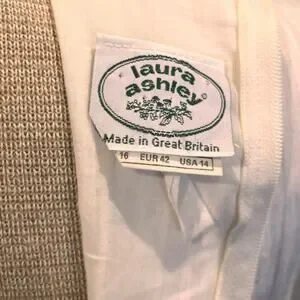 laura
ashley
Made in Great Britain
16 EUR 42 USA 14